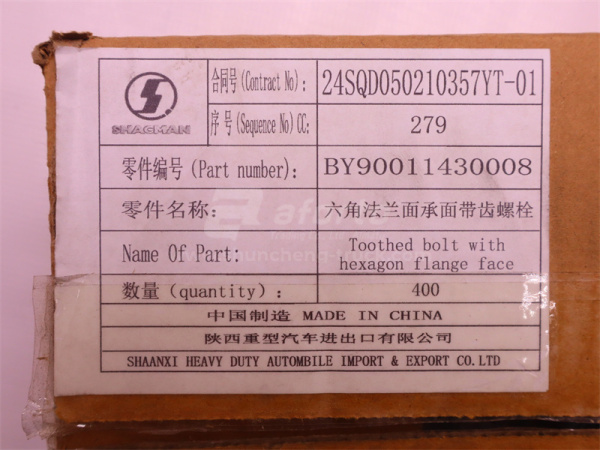 合同号(Contract No): 24SQD050210357YT-01
序号(Sequence No)CC: 279
SHACMAN
零件编号(Part number): BY90011430008
零件名称: 六角法兰面承面带齿螺栓
Name Of Part: Toothed bolt with
hexagon flange face
数量(quantity): 400
中国制造 MADE IN CHINA
陕西重型汽车进出口有限公司
SHAANXI HEAVY DUTY AUTOMBILE IMPORT & EXPORT CO.LTD